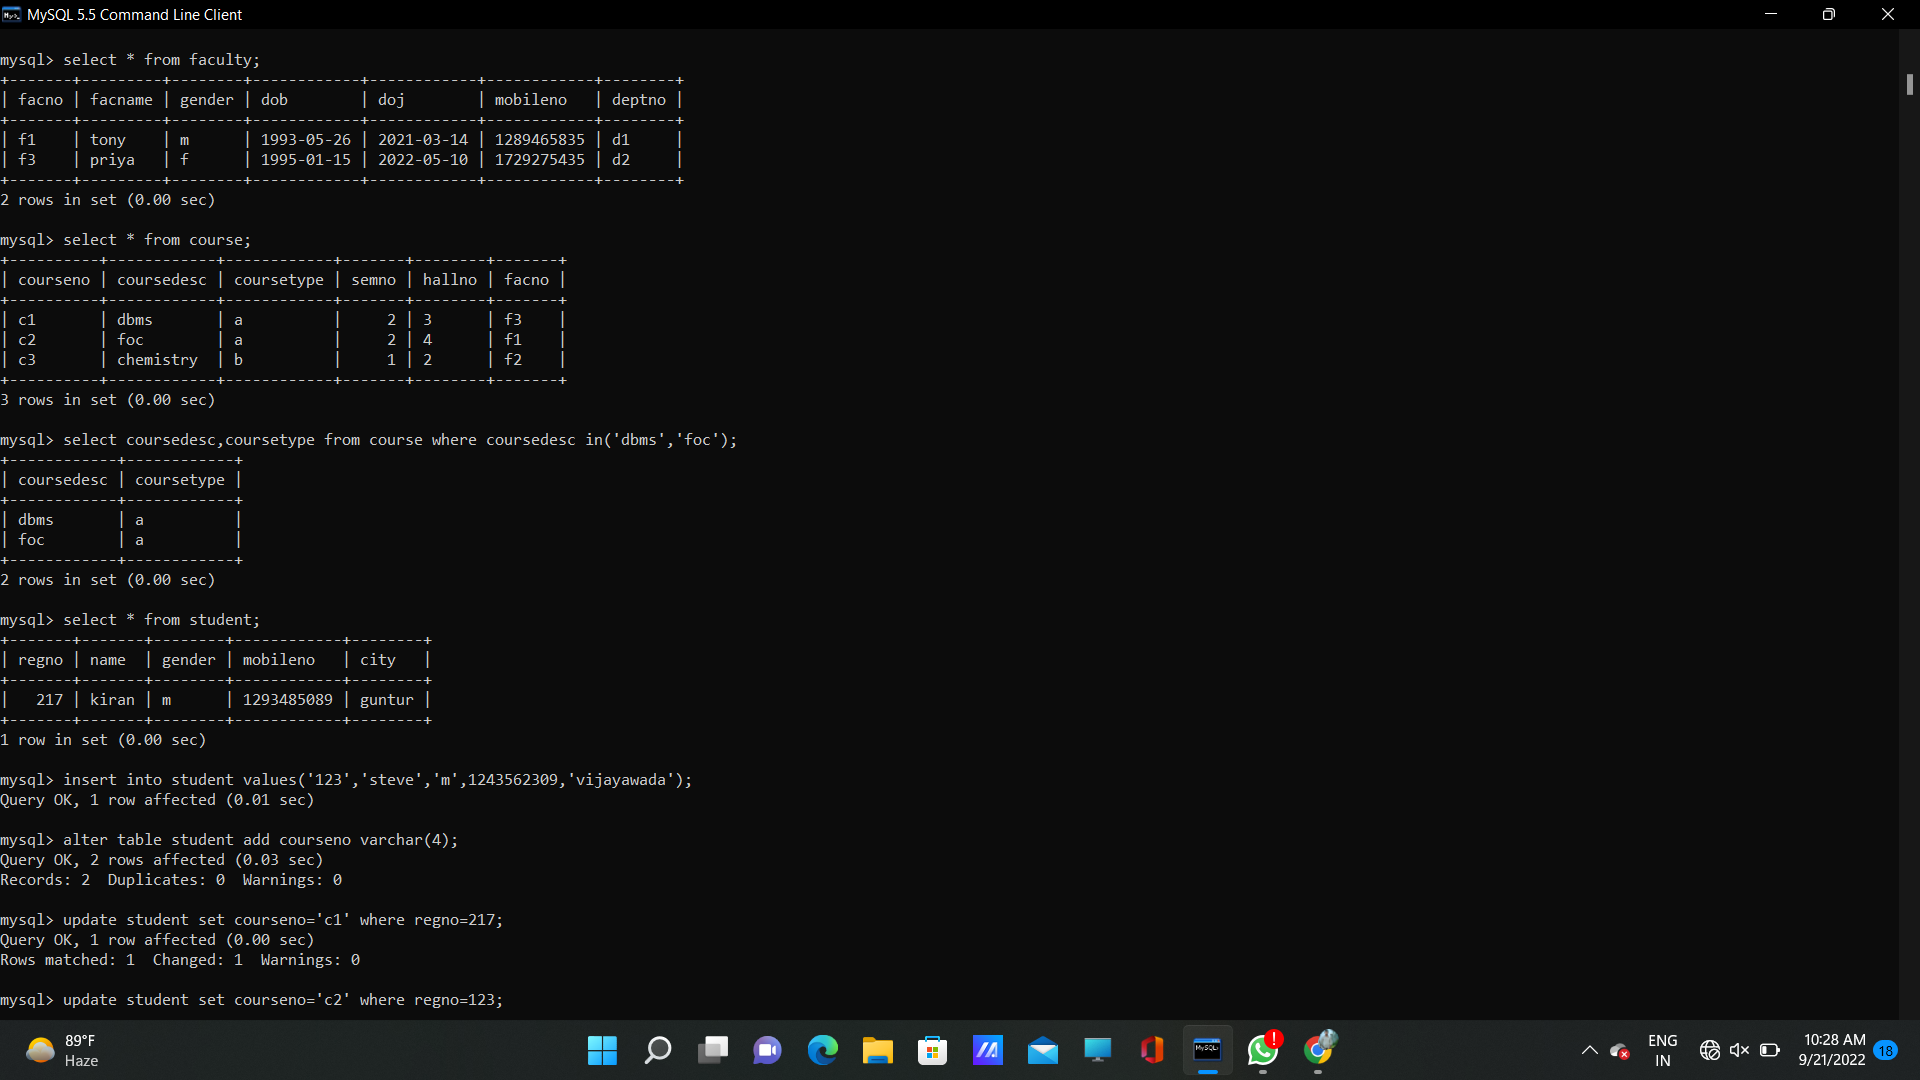 MySQL 5.5 Command Line Client
mysql> select * from faculty;
+-------+---------+--------+------------+------------+------------+--------+
| facno | facname | gender | dob        | doj        | mobileno   | deptno |
+-------+---------+--------+------------+------------+------------+--------+
| f1    | tony    | m      | 1993-05-26 | 2021-03-14 | 1289465835 | d1     |
| f3    | priya   | f      | 1995-01-15 | 2022-05-10 | 1729275435 | d2     |
+-------+---------+--------+------------+------------+------------+--------+
2 rows in set (0.00 sec)
mysql> select * from course;
+----------+------------+------------+-------+--------+-------+
| courseno | coursedesc | coursetype | semno | hallno | facno |
+----------+------------+------------+-------+--------+-------+
| c1       | dbms       | a          |     2 | 3      | f3    |
| c2       | foc        | a          |     2 | 4      | f1    |
| c3       | chemistry  | b          |     1 | 2      | f2    |
+----------+------------+------------+-------+--------+-------+
3 rows in set (0.00 sec)
mysql> select coursedesc,coursetype from course where coursedesc in('dbms','foc');
+------------+------------+
| coursedesc | coursetype |
+------------+------------+
| dbms       | a          |
| foc        | a          |
+------------+------------+
2 rows in set (0.00 sec)
mysql> select * from student;
+-------+-------+--------+------------+--------+
| regno | name  | gender | mobileno   | city   |
+-------+-------+--------+------------+--------+
|   217 | kiran | m      | 1293485089 | guntur |
+-------+-------+--------+------------+--------+
1 row in set (0.00 sec)
mysql> insert into student values('123','steve','m',1243562309,'vijayawada');
Query OK, 1 row affected (0.01 sec)
mysql> alter table student add courseno varchar(4);
Query OK, 2 rows affected (0.03 sec)
Records: 2  Duplicates: 0  Warnings: 0
mysql> update student set courseno='c1' where regno=217;
Query OK, 1 row affected (0.00 sec)
Rows matched: 1  Changed: 1  Warnings: 0
mysql> update student set courseno='c2' where regno=123;
89°F
Haze
MySQL>
!
ENG
IN
10:28 AM
9/21/2022
18